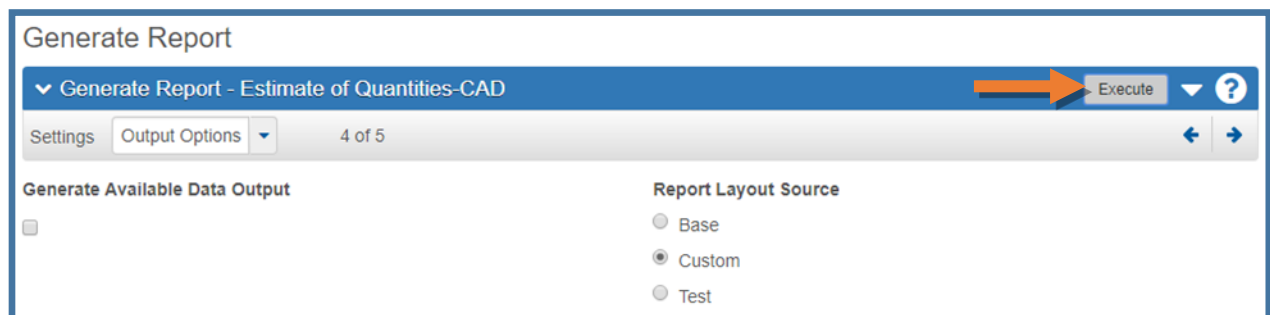 Generate Report
Generate Report - Estimate of Quantities-CAD Execute ?
Settings Output Options 4 of 5
Generate Available Data Output Report Layout Source
Base
Custom
Test